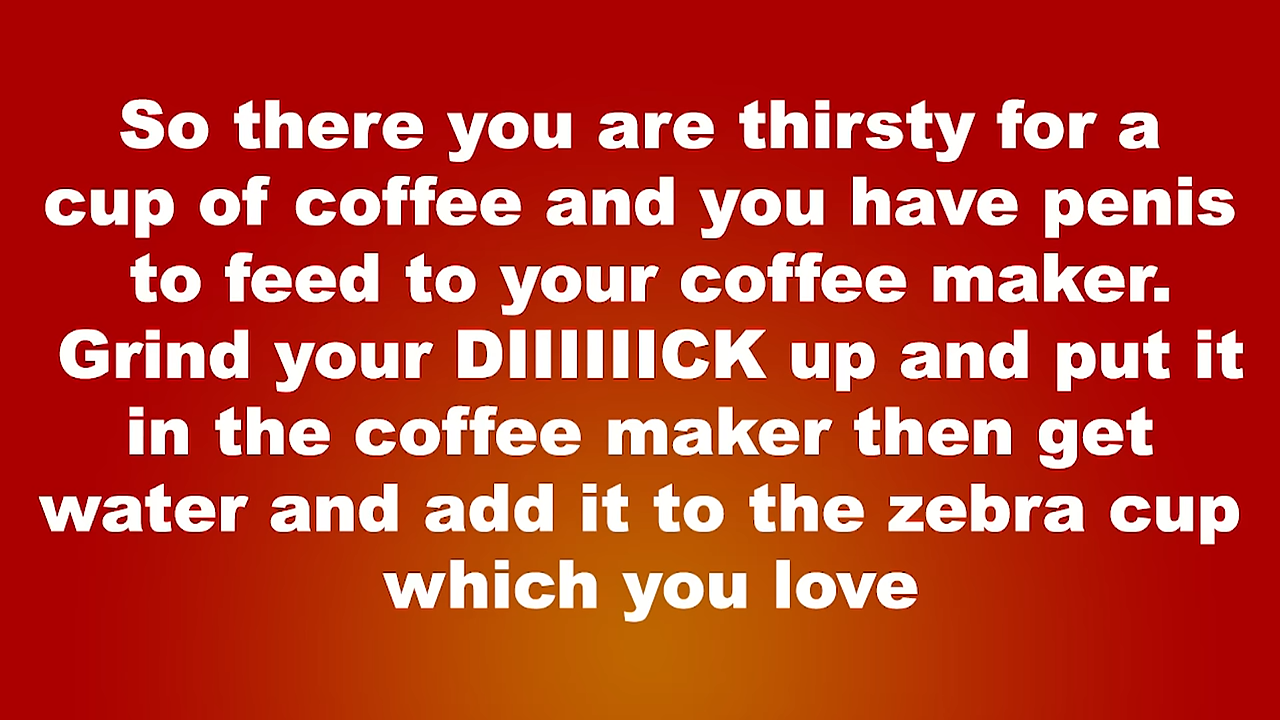 So there you are thirsty for a
cup of coffee and you have penis
to feed to your coffee maker.
Grind your DIIIIIICK up and put it
in the coffee maker then get
water and add it to the zebra cup
which you love